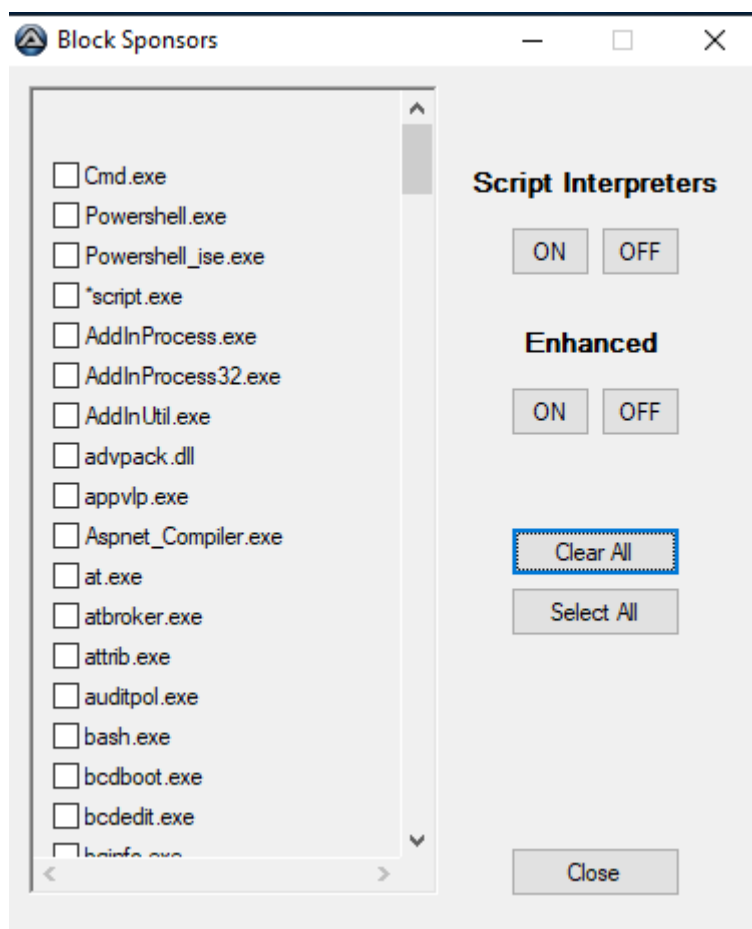 Block Sponsors
Cmd.exe
Powershell.exe
Powershell_ise.exe
*script.exe
AddInProcess.exe
AddInProcess32.exe
AddInUtil.exe
advpack.dll
appvlp.exe
Aspnet_Compiler.exe
at.exe
atbroker.exe
attrib.exe
auditpol.exe
bash.exe
bcdboot.exe
bcdedit.exe
Script Interpreters
ON OFF
Enhanced
ON OFF
Clear All
Select All
Close